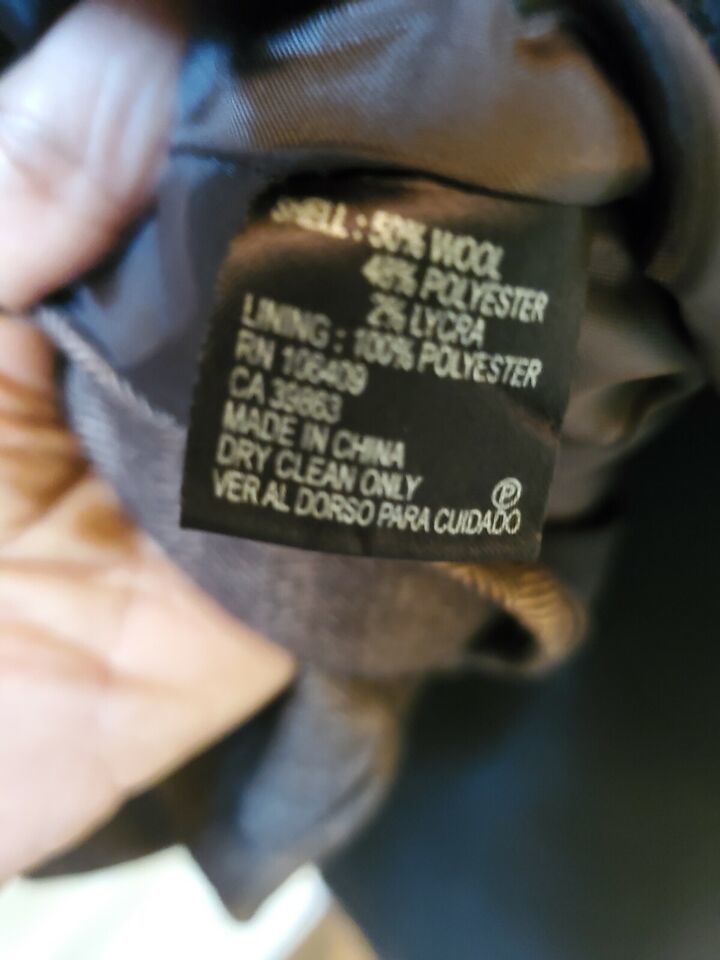 SHELL : 50% WOOL
48% POLYESTER
2% LYCRA
LINING : 100% POLYESTER
RN 106409
CA 39863
MADE IN CHINA
DRY CLEAN ONLY
VER AL DORSO PARA CUIDADO
P